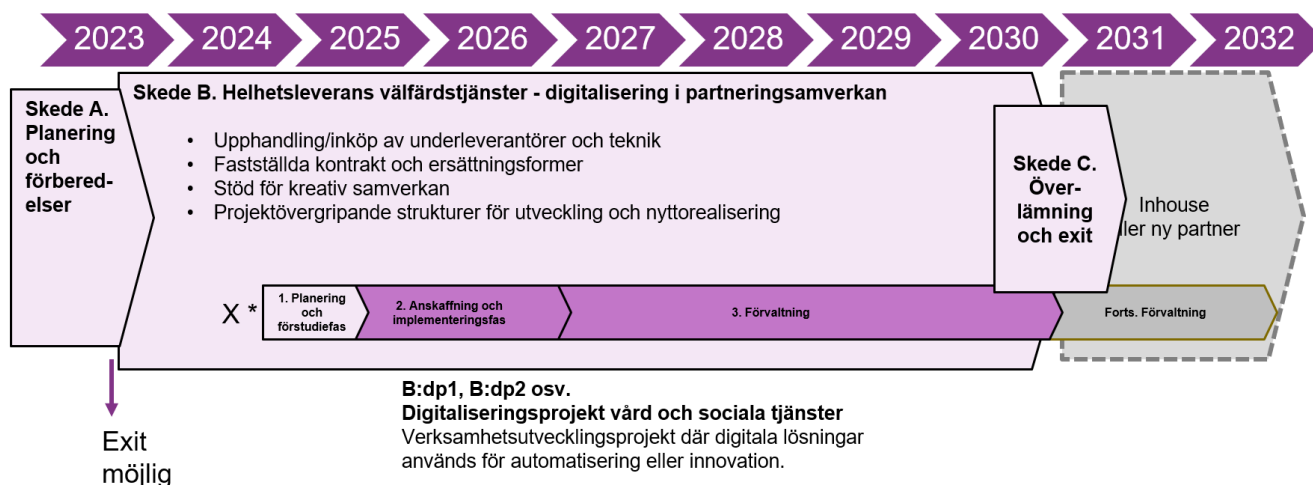 2023 2024 2025 2026 2027 2028 2029 2030 2031 2032
Skede A.
Planering
och
förbered-
elser
Skede B. Helhetsleverans välfärdstjänster - digitalisering i partneringsamverkan
• Upphandling/inköp av underleverantörer och teknik
• Fastställda kontrakt och ersättningsformer
• Stöd för kreativ samverkan
• Projektövergripande strukturer för utveckling och nyttorealisering
Skede C.
Över-
lämning
och exit
Inhouse
ller ny partner
X *
1. Planering
och
förstudiefas
2. Anskaffning och
implementeringsfas
3. Förvaltning
Forts. Förvaltning
B:dp1, B:dp2 osv.
Digitaliseringsprojekt vård och sociala tjänster
Verksamhetsutvecklingsprojekt där digitala lösningar
används för automatisering eller innovation.
Exit
möjlig